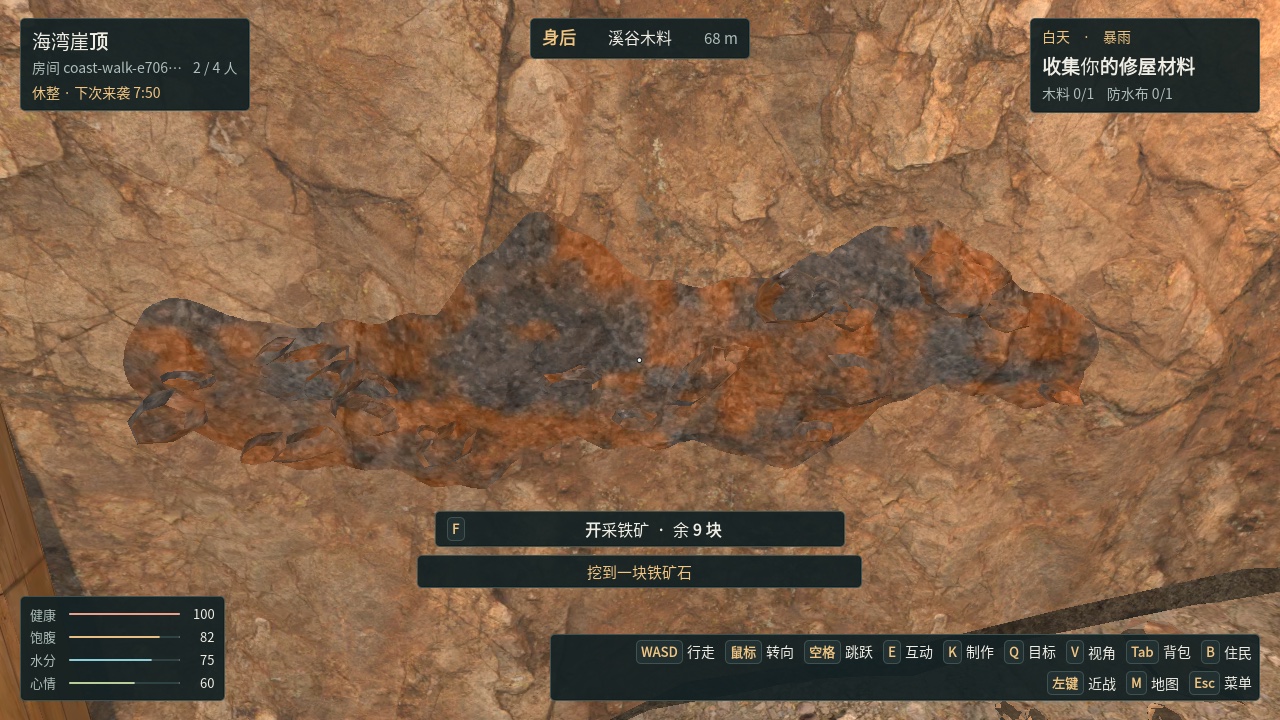 海湾崖顶
房间 coast-walk-e706… 2 / 4 人
休整 · 下次来袭 7:50
身后 溪谷木料 68 m
白天 · 暴雨
收集你的修屋材料
木料 0/1 防水布 0/1
F 开采铁矿 · 余 9 块
挖到一块铁矿石
健康 100
饱腹 82
水分 75
心情 60
WASD 行走 鼠标 转向 空格 跳跃 E 互动 K 制作 Q 目标 V 视角 Tab 背包 B 住民
左键 近战 M 地图 Esc 菜单